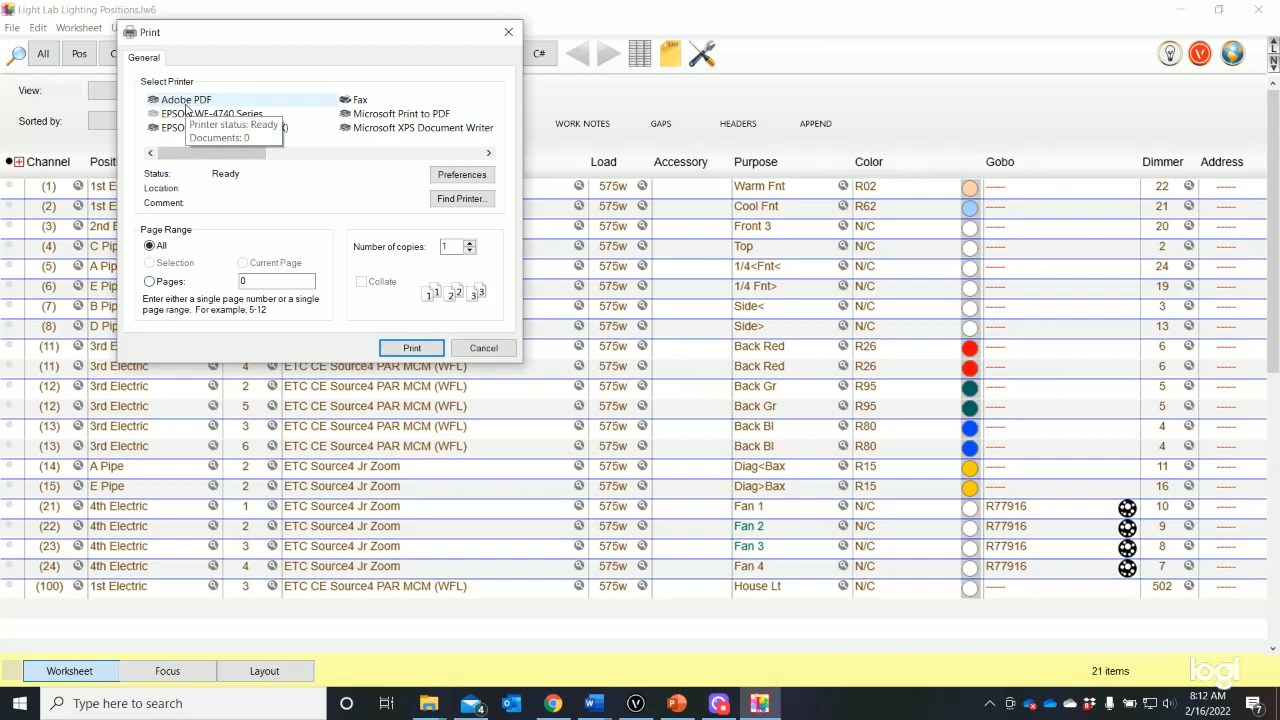 Light Lab Lighting Positions.lw6
File Edit Worksheet
All Pos C#
View:
Sorted by:
WORK NOTES GAPS HEADERS APPEND
Print
General
Select Printer
Adobe PDF Fax
EPSON WF-4740 Series Microsoft Print to PDF
Microsoft XPS Document Writer
Printer status: Ready
Documents: 0
Status: Ready
Location:
Comment:
Preferences
Find Printer...
Page Range
All
Selection Current Page
Pages: 0
Enter either a single page number or a single
page range. For example, 5-12
Number of copies: 1
Collate
1 1 2 2 3 3
Print Cancel
Channel Load Accessory Purpose Color Gobo Dimmer Address
(1) 1st E 575w Warm Fnt R02 ----- 22 -----
(2) 1st E 575w Cool Fnt R62 ----- 21 -----
(3) 2nd E 575w Front 3 N/C ----- 20 -----
(4) C Pip 575w Top N/C ----- 2 -----
(5) A Pip 575w 1/4<Fnt< N/C ----- 24 -----
(6) E Pip 575w 1/4 Fnt> N/C ----- 19 -----
(7) B Pip 575w Side< N/C ----- 3 -----
(8) D Pip 575w Side> N/C ----- 13 -----
(11) 3rd E 575w Back Red R26 ----- 6 -----
(11) 3rd Electric 4 ETC CE Source4 PAR MCM (WFL) 575w Back Red R26 ----- 6 -----
(12) 3rd Electric 2 ETC CE Source4 PAR MCM (WFL) 575w Back Gr R95 ----- 5 -----
(12) 3rd Electric 5 ETC CE Source4 PAR MCM (WFL) 575w Back Gr R95 ----- 5 -----
(13) 3rd Electric 3 ETC CE Source4 PAR MCM (WFL) 575w Back Bl R80 ----- 4 -----
(13) 3rd Electric 6 ETC CE Source4 PAR MCM (WFL) 575w Back Bl R80 ----- 4 -----
(14) A Pipe 2 ETC Source4 Jr Zoom 575w Diag<Bax R15 ----- 11 -----
(15) E Pipe 2 ETC Source4 Jr Zoom 575w Diag>Bax R15 ----- 16 -----
(21) 4th Electric 1 ETC Source4 Jr Zoom 575w Fan 1 N/C R77916 10 -----
(22) 4th Electric 2 ETC Source4 Jr Zoom 575w Fan 2 N/C R77916 9 -----
(23) 4th Electric 3 ETC Source4 Jr Zoom 575w Fan 3 N/C R77916 8 -----
(24) 4th Electric 4 ETC Source4 Jr Zoom 575w Fan 4 N/C R77916 7 -----
(100) 1st Electric 3 ETC CE Source4 PAR MCM (WFL) 575w House Lt N/C ----- 502 -----
Worksheet Focus Layout 21 items
logi
Type here to search
4
8:12 AM
2/16/2022
7